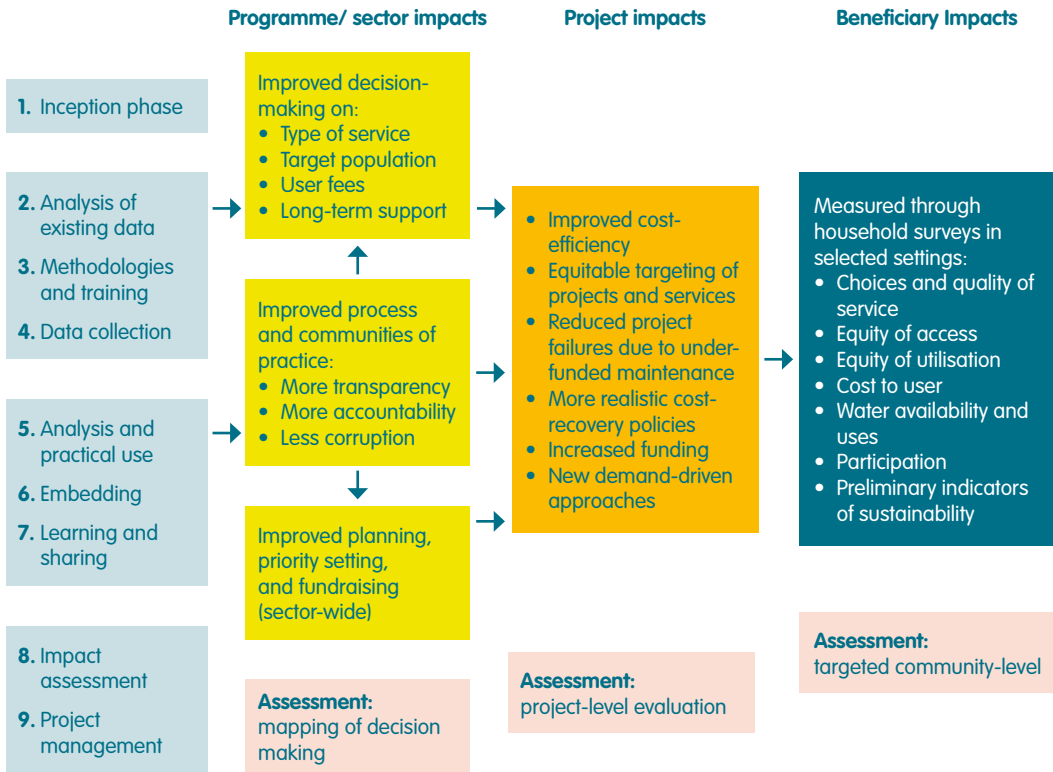 Programme/ sector impacts
Project impacts
Beneficiary Impacts
1. Inception phase
2. Analysis of
existing data
3. Methodologies
and training
4. Data collection
5. Analysis and
practical use
6. Embedding
7. Learning and
sharing
8. Impact
assessment
9. Project
management
Improved decision-
making on:
• Type of service
• Target population
• User fees
• Long-term support
Improved process
and communities of
practice:
• More transparency
• More accountability
• Less corruption
Improved planning,
priority setting,
and fundraising
(sector-wide)
Assessment:
mapping of decision
making
• Improved cost-
efficiency
• Equitable targeting of
projects and services
• Reduced project
failures due to under-
funded maintenance
• More realistic cost-
recovery policies
• Increased funding
• New demand-driven
approaches
Assessment:
project-level evaluation
Measured through
household surveys in
selected settings:
• Choices and quality of
service
• Equity of access
• Equity of utilisation
• Cost to user
• Water availability and
uses
• Participation
• Preliminary indicators
of sustainability
Assessment:
targeted community-level